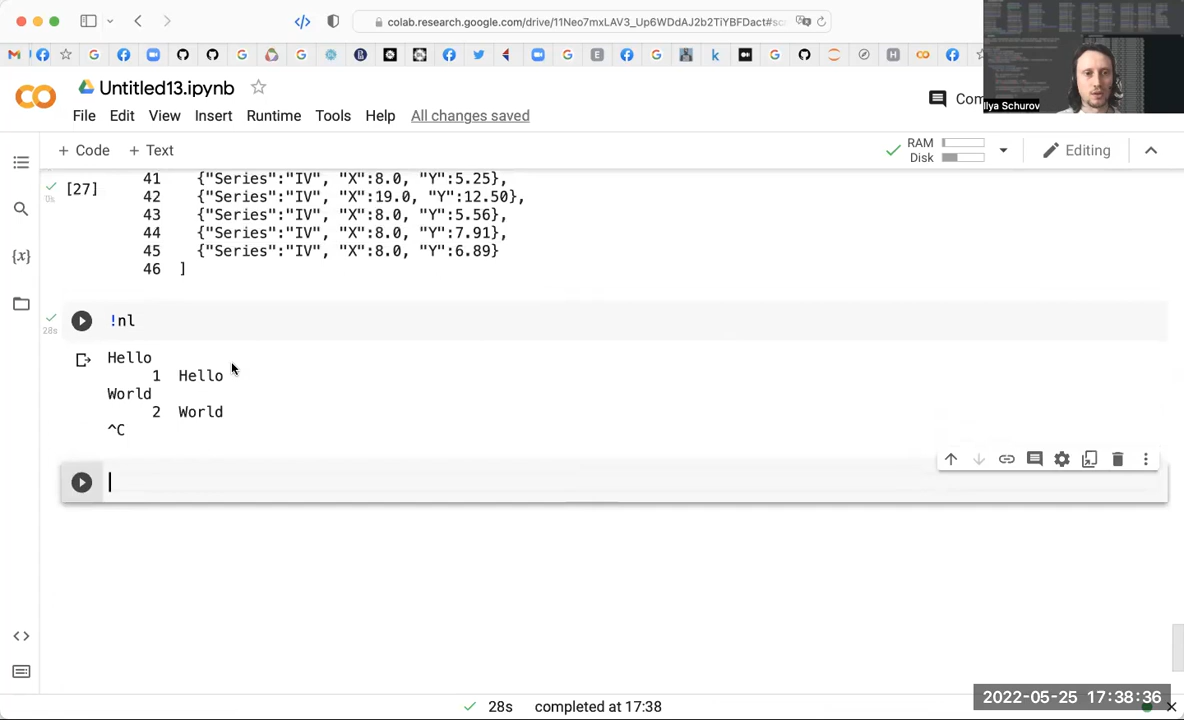 colab.research.google.com/drive/11Neo7mxLAV3_Up6WDdAJ2b2TiYBFDact#sc
Untitled13.ipynb
Ilya Schurov
File Edit View Insert Runtime Tools Help All changes saved
+ Code + Text
RAM
Disk
Editing
[27]
0s
41 {"Series":"IV", "X":8.0, "Y":5.25},
42 {"Series":"IV", "X":19.0, "Y":12.50},
43 {"Series":"IV", "X":8.0, "Y":5.56},
44 {"Series":"IV", "X":8.0, "Y":7.91},
45 {"Series":"IV", "X":8.0, "Y":6.89}
46 ]
28s
!nl
Hello
1 Hello
World
2 World
^C
28s completed at 17:38
2022-05-25 17:38:36